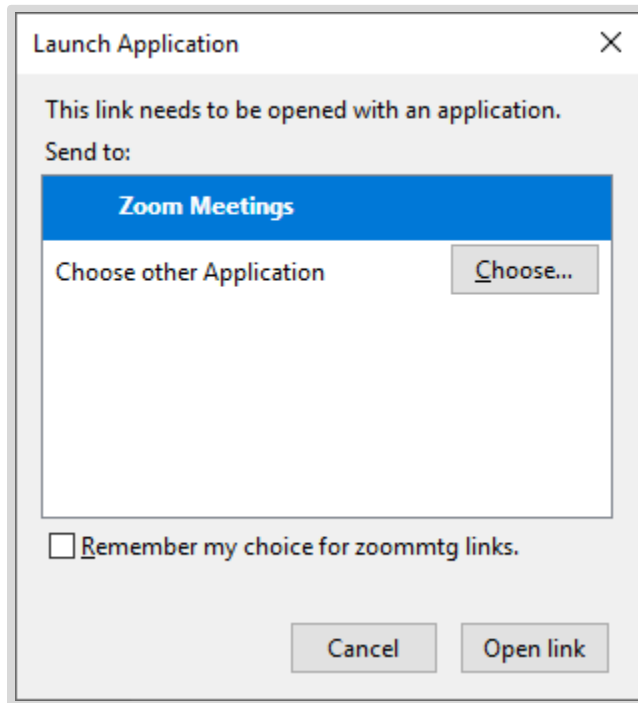 Launch Application
This link needs to be opened with an application.
Send to:
Zoom Meetings
Choose other Application
Choose...
Remember my choice for zoommtg links.
Cancel
Open link